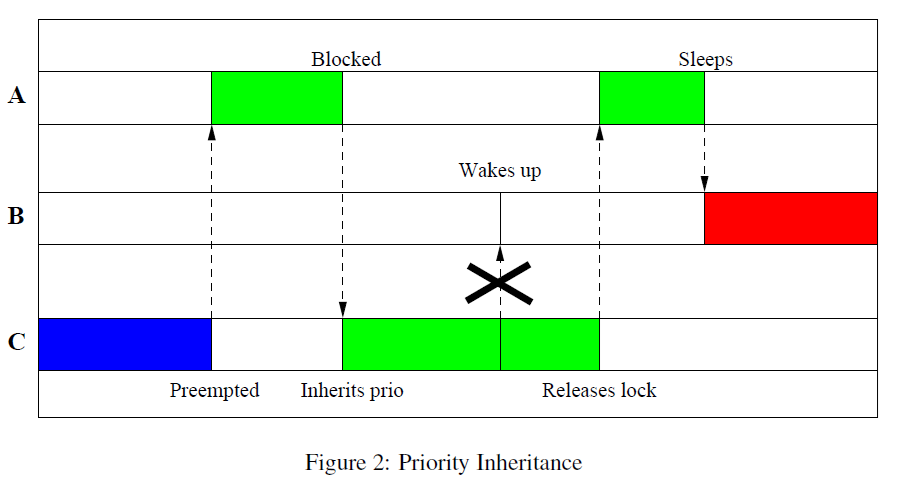 Blocked
Sleeps
A
Wakes up
B
C
Preempted
Inherits prio
Releases lock
Figure 2: Priority Inheritance